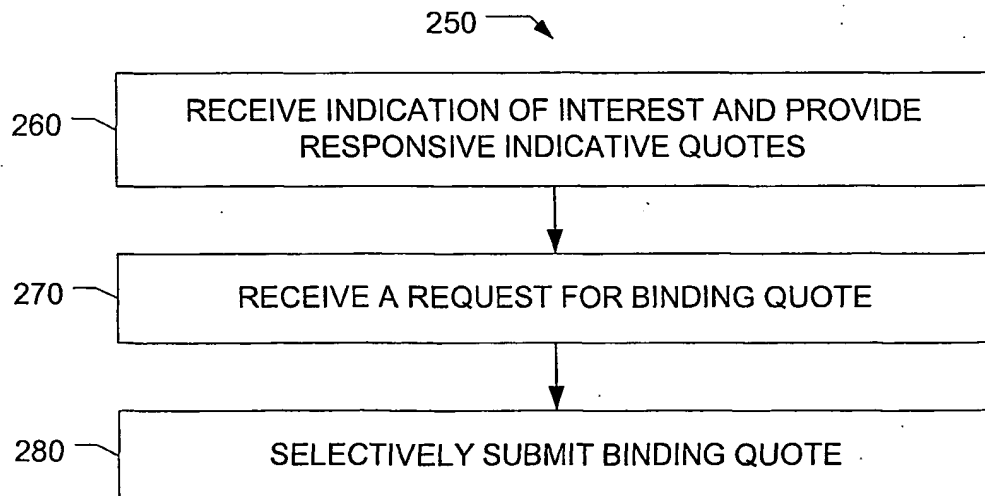 250
260
RECEIVE INDICATION OF INTEREST AND PROVIDE
RESPONSIVE INDICATIVE QUOTES
270
RECEIVE A REQUEST FOR BINDING QUOTE
280
SELECTIVELY SUBMIT BINDING QUOTE